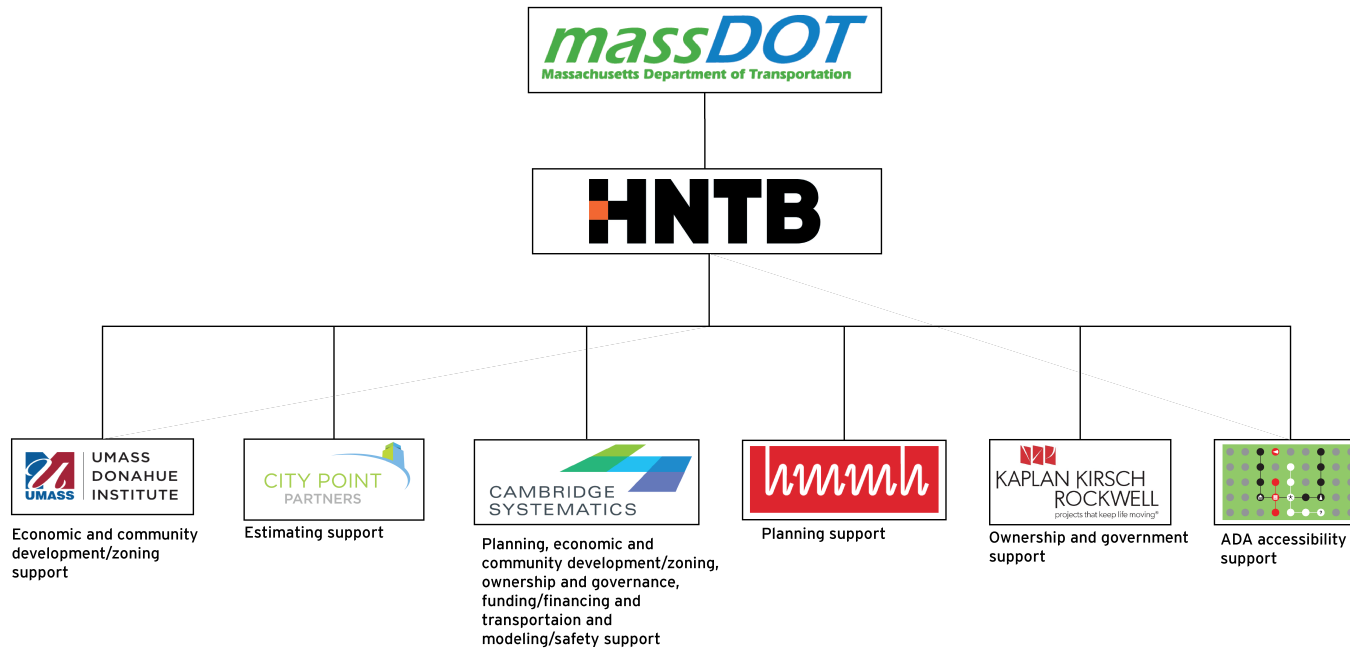 massDOT
Massachusetts Department of Transportation
HNTB
UMASS
UMASS
DONAHUE
INSTITUTE
Economic and community
development/zoning
support
CITY POINT
PARTNERS
Estimating support
CAMBRIDGE
SYSTEMATICS
Planning, economic and
community development/zoning,
ownership and governance,
funding/financing and
transportaion and
modeling/safety support
hmmh
Planning support
KAPLAN KIRSCH
ROCKWELL
projects that keep life moving®
Ownership and government
support
ADA accessibility
support